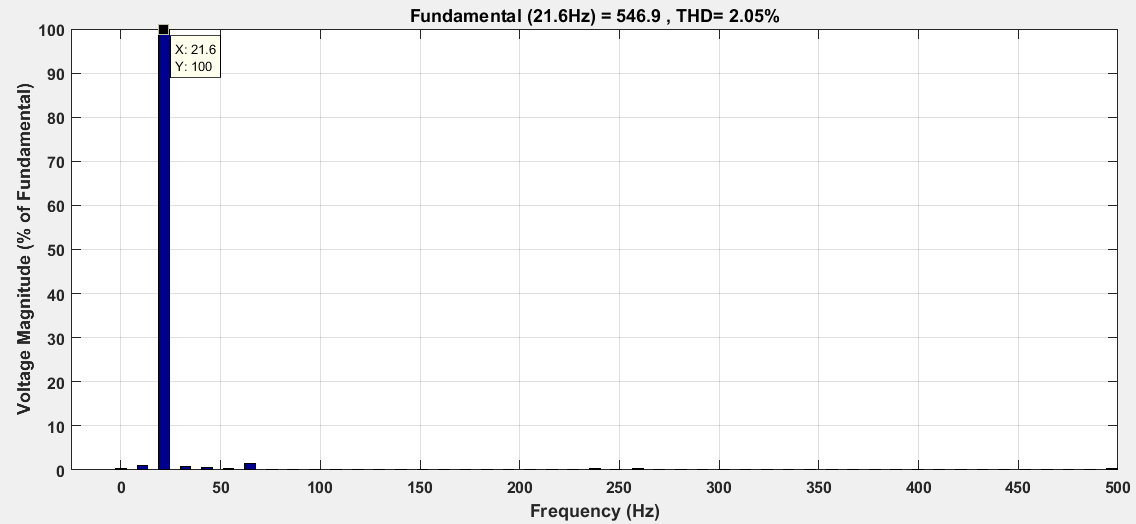 Fundamental (21.6Hz) = 546.9 , THD= 2.05%
X: 21.6
Y: 100
Voltage Magnitude (% of Fundamental)
100
90
80
70
60
50
40
30
20
10
0
0 50 100 150 200 250 300 350 400 450 500
Frequency (Hz)